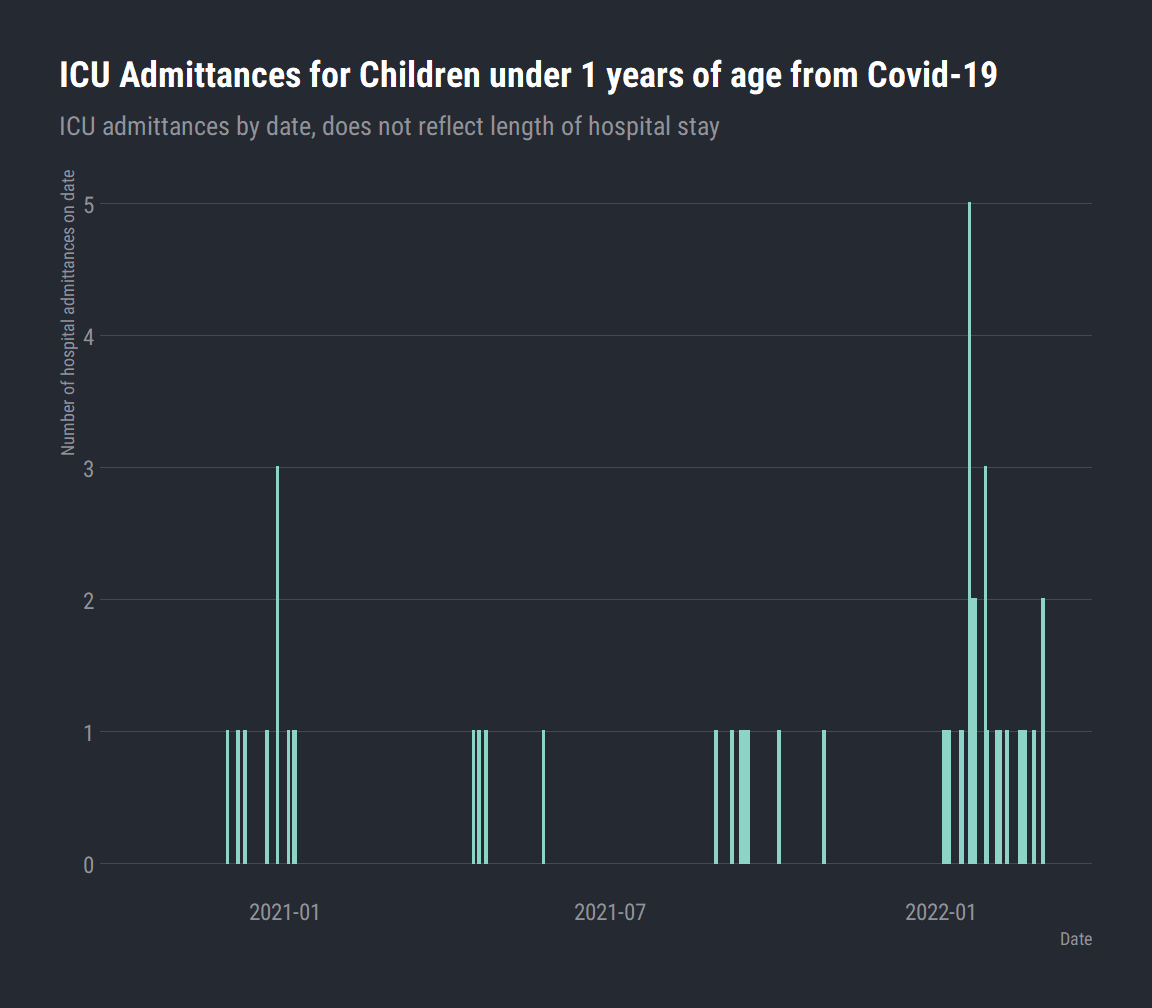 ICU Admittances for Children under 1 years of age from Covid-19
ICU admittances by date, does not reflect length of hospital stay
Number of hospital admittances on date
5
4
3
2
1
0
2021-01
2021-07
2022-01
Date